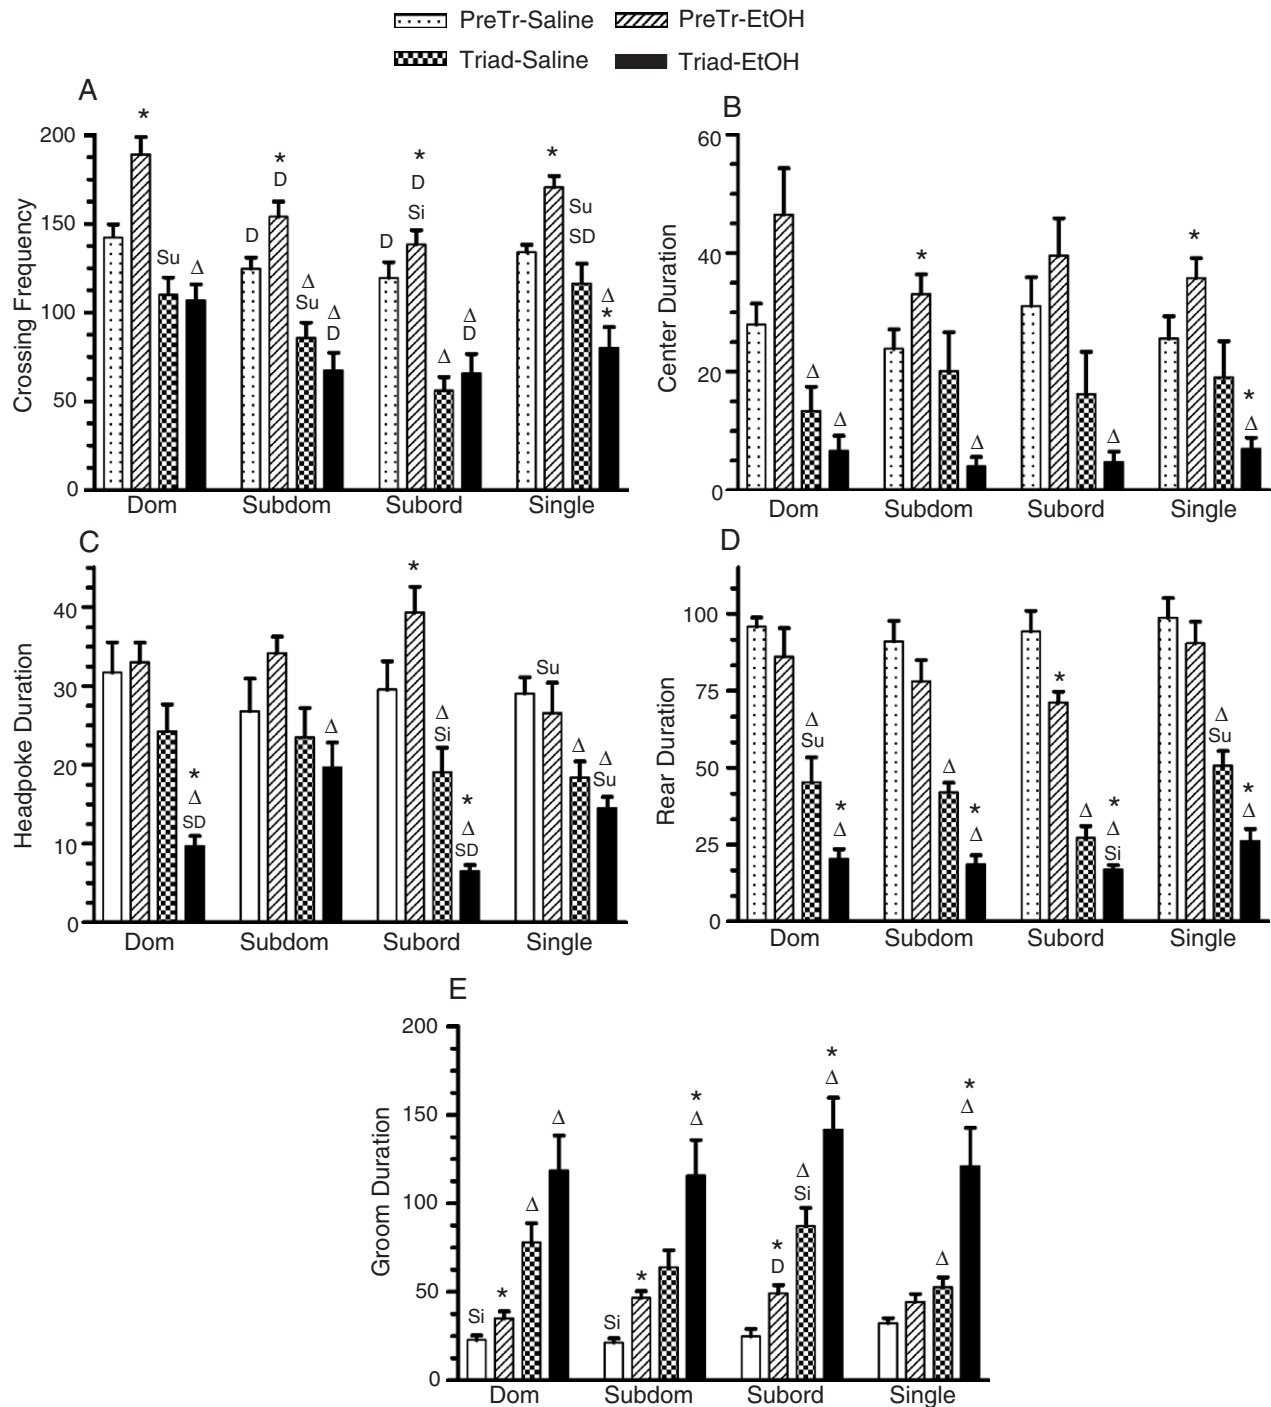 PreTr-Saline PreTr-EtOH
Triad-Saline Triad-EtOH
A
Crossing Frequency
200
150
100
50
0
*
Su
Δ
D
*
D
Δ
Su
Δ
D
D
*
D
Si
Δ
Δ
D
*
Su
SD
Δ
*
Dom Subdom Subord Single
B
Center Duration
60
40
20
0
Δ
Δ
*
Δ
Δ
*
*
Δ
Dom Subdom Subord Single
C
Headpoke Duration
40
30
20
10
0
*
Δ
SD
Δ
*
Δ
Si
*
Δ
SD
Su
Δ
Δ
Su
Dom Subdom Subord Single
D
Rear Duration
100
75
50
25
0
Δ
Su
*
Δ
Δ
*
Δ
*
Δ
*
Δ
Si
Δ
Su
*
Δ
Dom Subdom Subord Single
E
Groom Duration
200
150
100
50
0
Si
*
Δ
Δ
Si
*
*
Δ
*
D
Δ
Si
*
Δ
Δ
*
Δ
Dom Subdom Subord Single